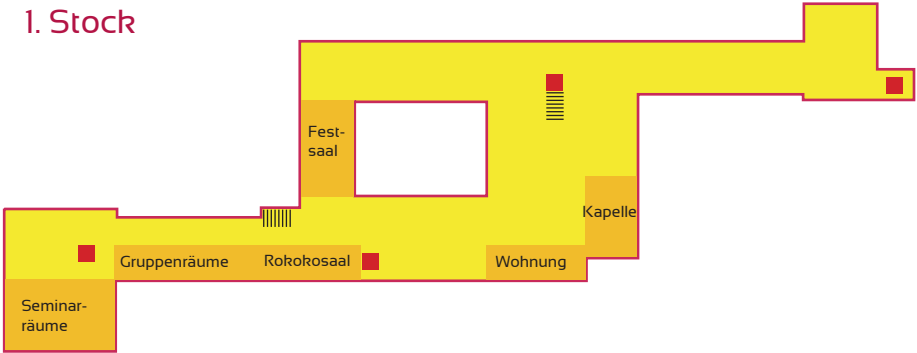 1. Stock
Fest-
saal
Kapelle
Gruppenräume
Rokokosaal
Wohnung
Seminar-
räume